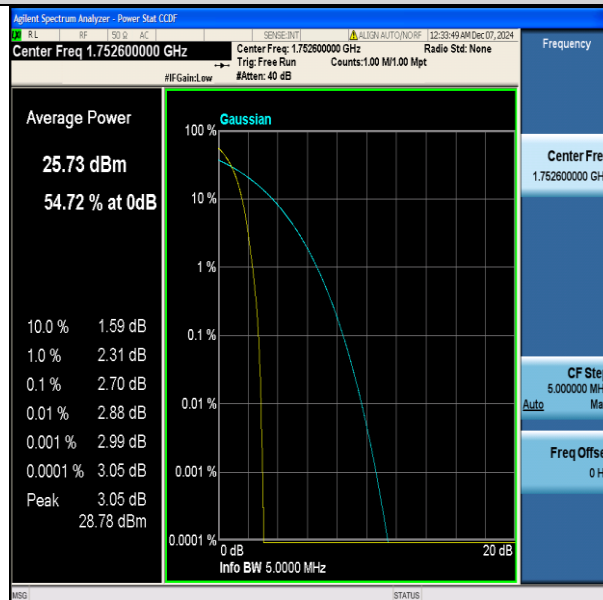 Agilent Spectrum Analyzer - Power Stat CCDF
RL RF 50 Ω AC SENSE:INT ALIGN AUTO/NO RF 12:33:49 AM Dec 07, 2024
Center Freq 1.752600000 GHz
Center Freq: 1.752600000 GHz Radio Std: None
Trig: Free Run Counts:1.00 M/1.00 Mpt
#IFGain:Low #Atten: 40 dB
Frequency
Average Power
25.73 dBm
54.72 % at 0dB
10.0 % 1.59 dB
1.0 % 2.31 dB
0.1 % 2.70 dB
0.01 % 2.88 dB
0.001 % 2.99 dB
0.0001 % 3.05 dB
Peak 3.05 dB
28.78 dBm
Gaussian
100 %
10 %
1 %
0.1 %
0.01 %
0.001 %
0.0001 %
0 dB 20 dB
Info BW 5.0000 MHz
Center Fre
1.752600000 GH
CF Ste
5.000000 MH
Auto Ma
Freq Offse
0 H
MSG STATUS